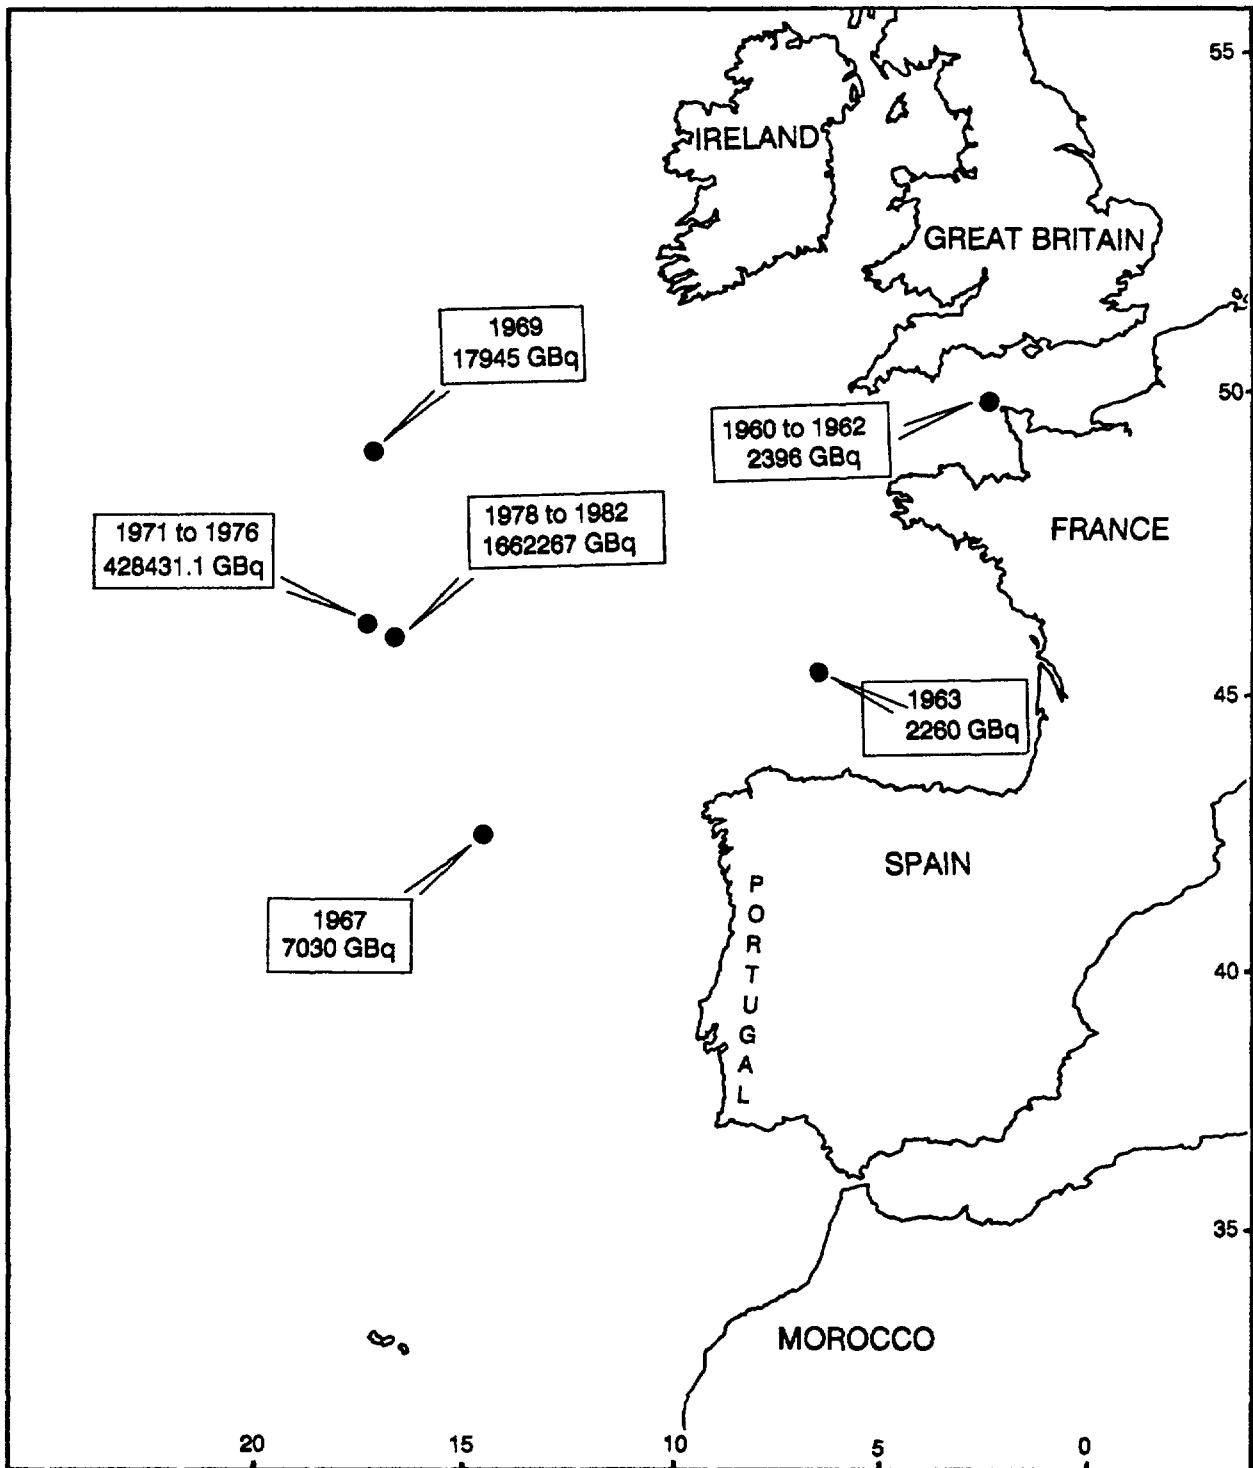 55
IRELAND
GREAT BRITAIN
1969
17945 GBq
50
1960 to 1962
2396 GBq
1978 to 1982
1662267 GBq
1971 to 1976
428431.1 GBq
FRANCE
45
1963
2260 GBq
SPAIN
PORTUGAL
1967
7030 GBq
40
35
MOROCCO
20 15 10 5 0